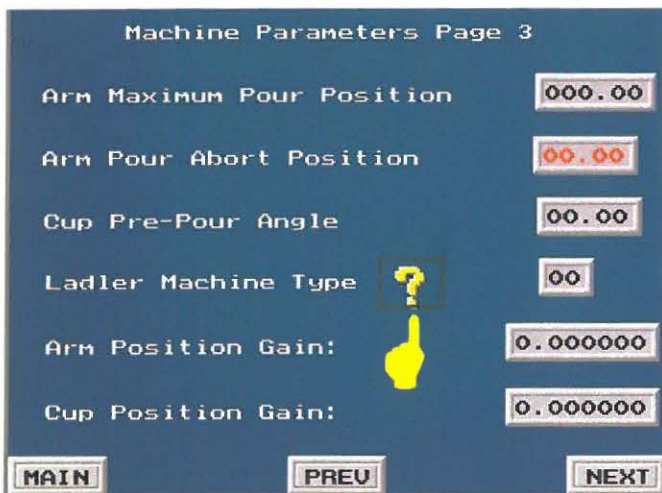 Machine Parameters Page 3
Arm Maximum Pour Position 000.00
Arm Pour Abort Position 00.00
Cup Pre-Pour Angle 00.00
Ladler Machine Type ? 00
Arm Position Gain: 0.000000
Cup Position Gain: 0.000000
MAIN PREV NEXT